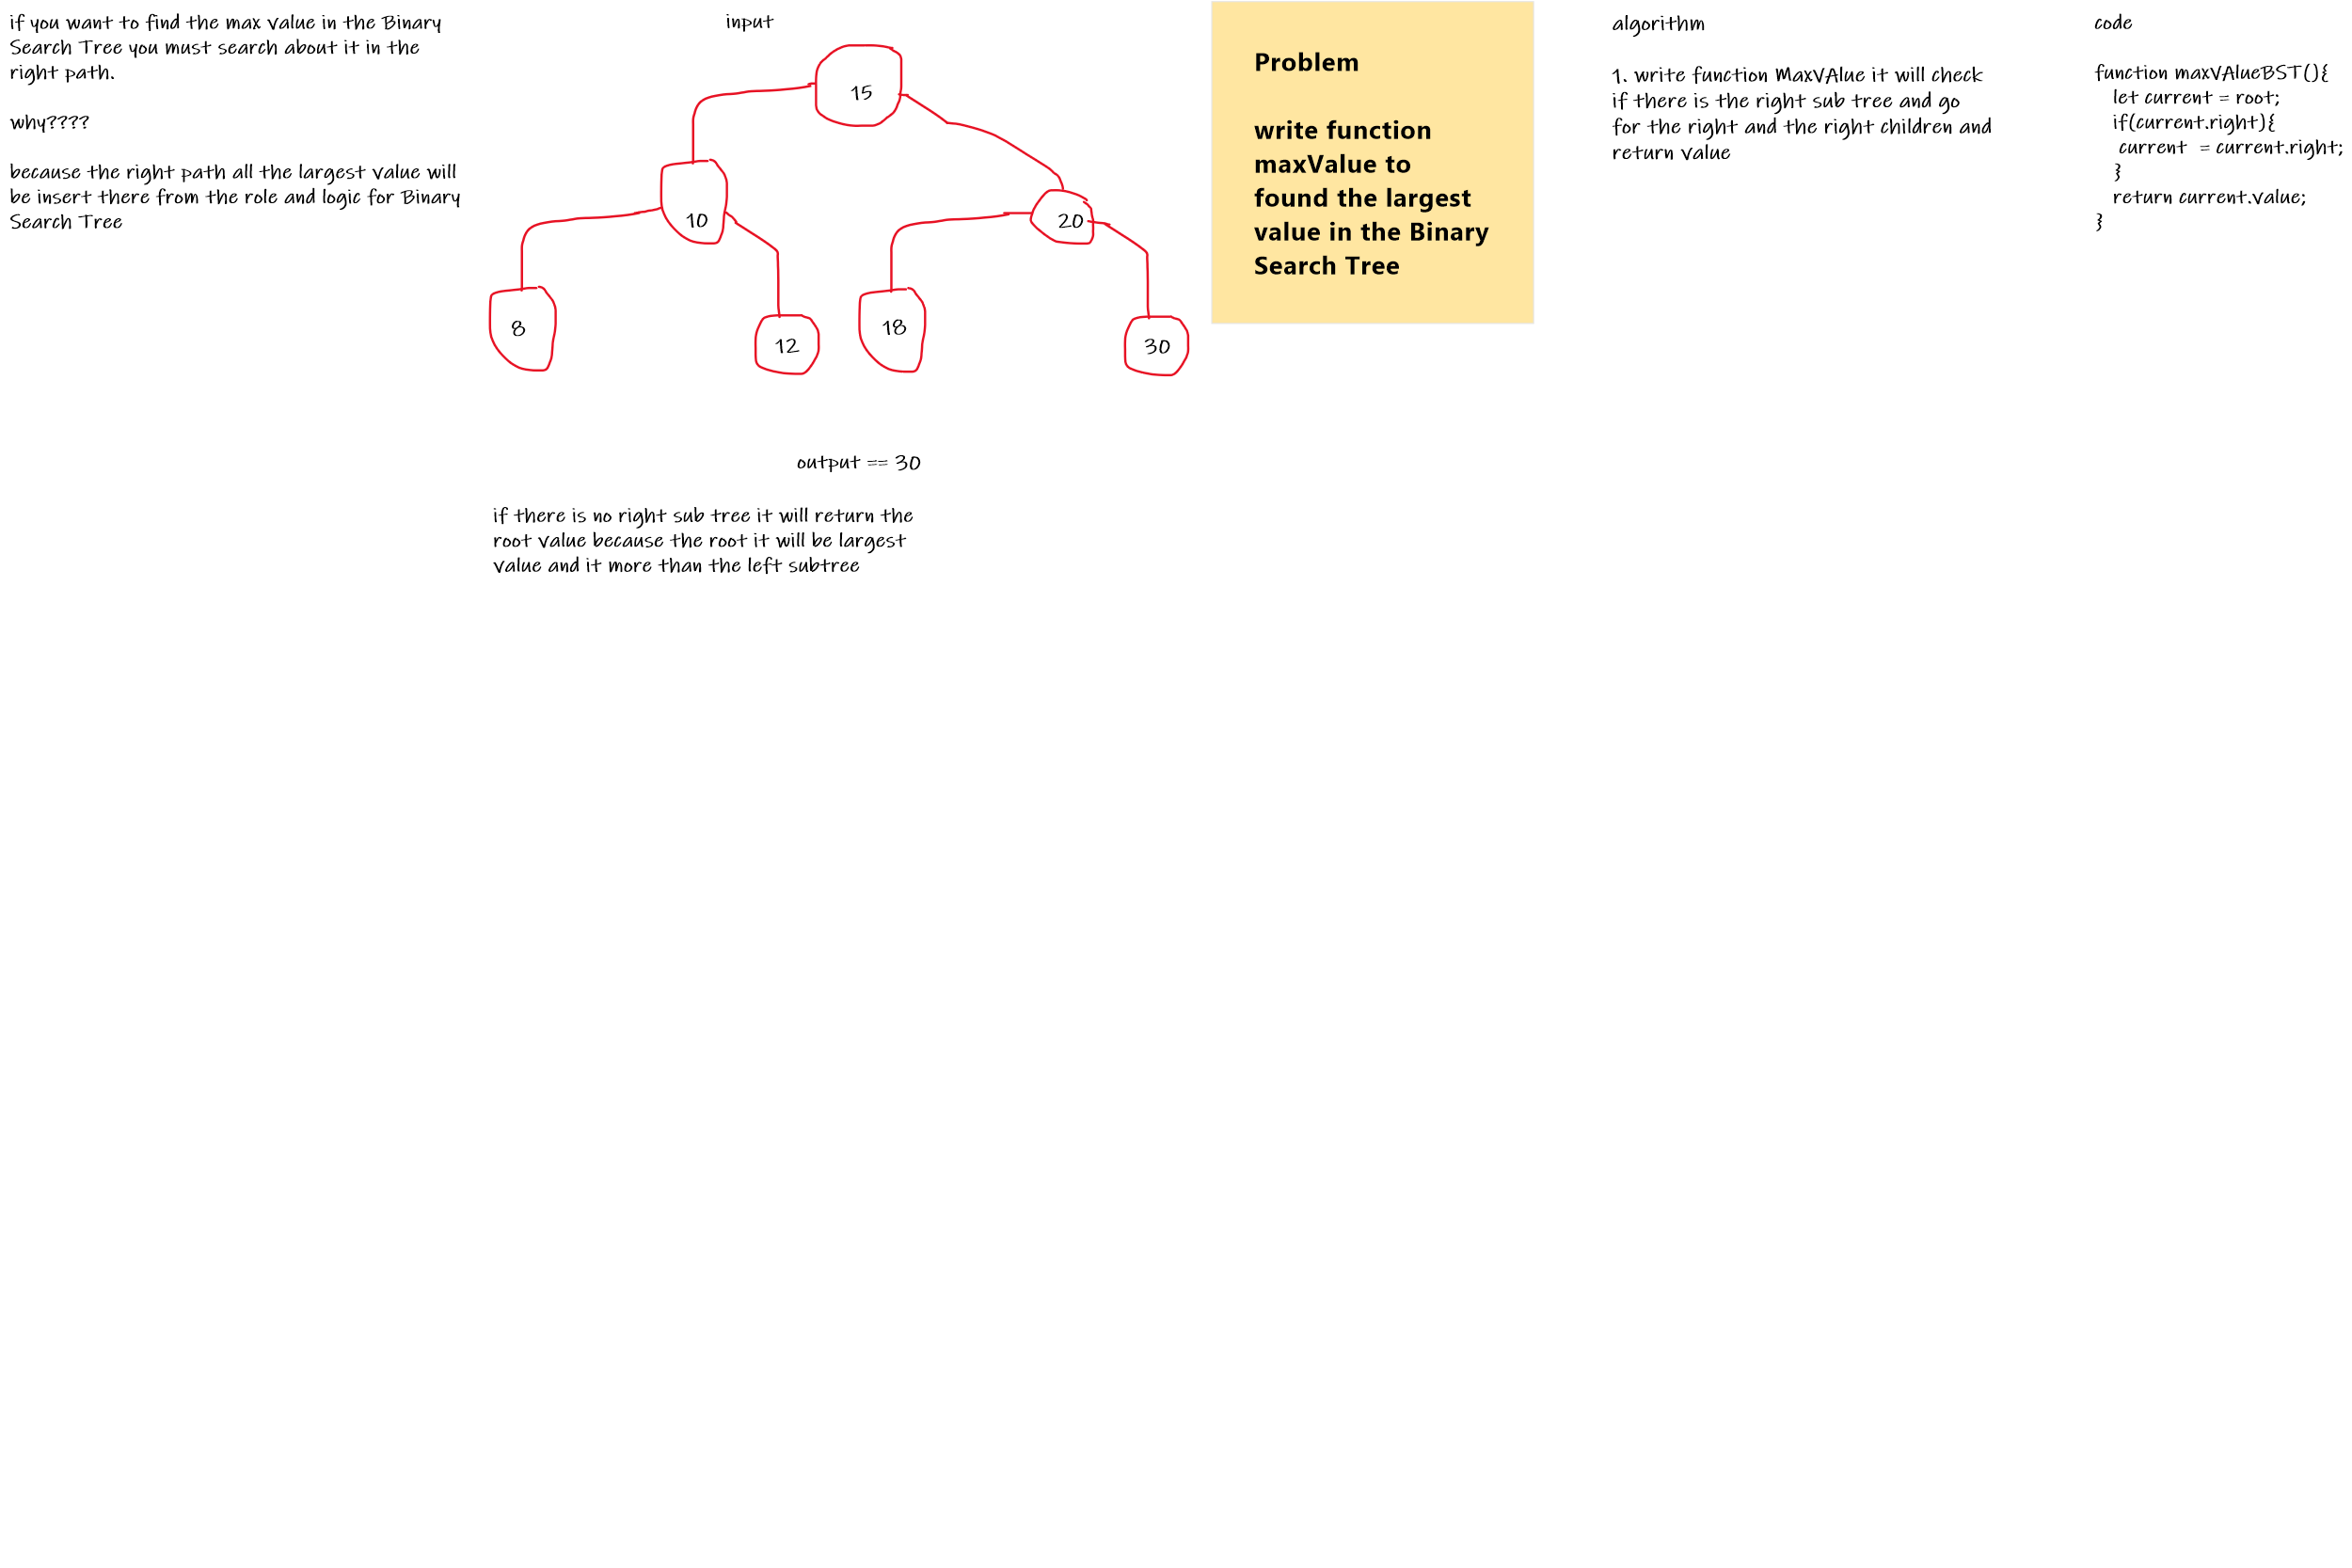 if you want to find the max value in the Binary
Search Tree you must search about it in the
right path.
why????
because the right path all the largest value will
be insert there from the role and logic for Binary
Search Tree
input
15
10
20
8
12
18
30
output == 30
if there is no right sub tree it will return the
root value because the root it will be largest
value and it more than the left subtree
Problem
write function
maxValue to
found the largest
value in the Binary
Search Tree
algorithm
1. write function MaxVAlue it will check
if there is the right sub tree and go
for the right and the right children and
return value
code
function maxVAlueBST(){
let current = root;
if(current.right){
current = current.right;
}
return current.value;
}